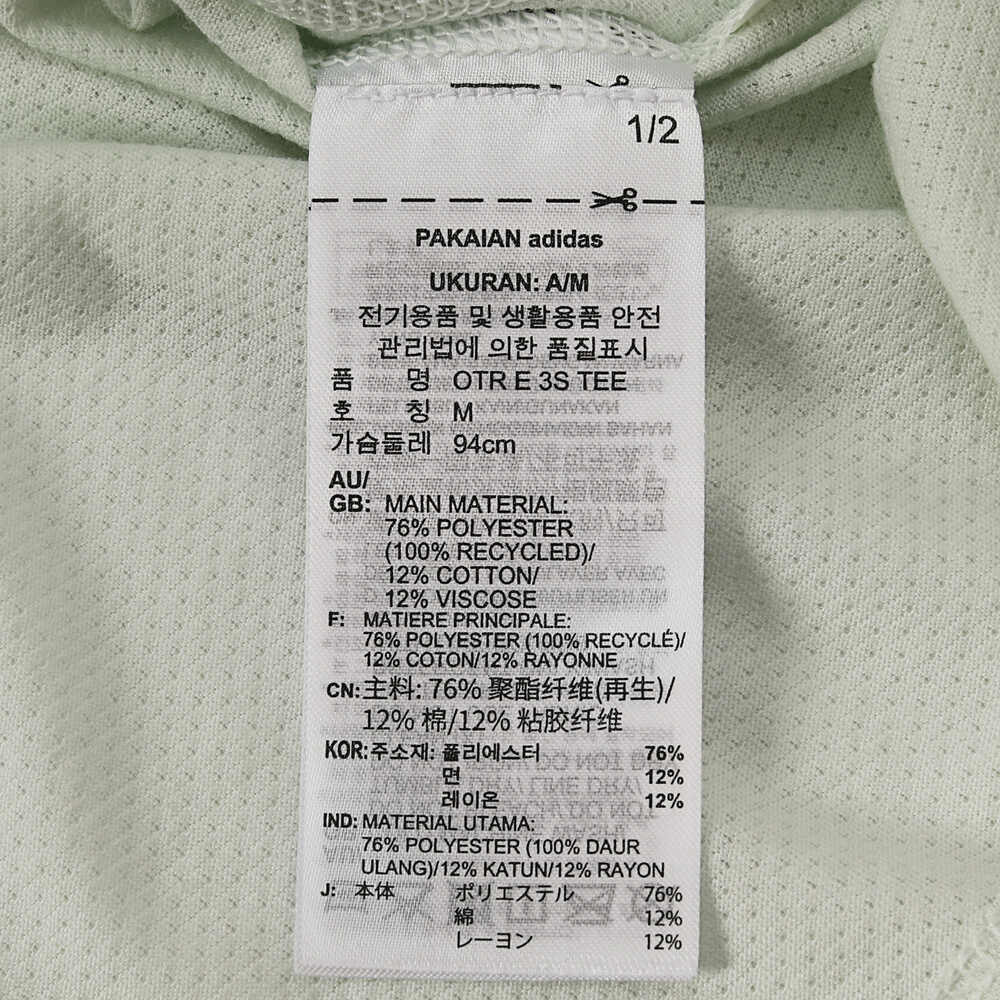 1/2
PAKAIAN adidas
UKURAN: A/M
전기용품 및 생활용품 안전
관리법에 의한 품질표시
품 명 OTR E 3S TEE
호 칭 M
가슴둘레 94cm
AU/
GB: MAIN MATERIAL:
76% POLYESTER
(100% RECYCLED)/
12% COTTON/
12% VISCOSE
F: MATIERE PRINCIPALE:
76% POLYESTER (100% RECYCLÉ)/
12% COTON/12% RAYONNE
CN: 主料: 76% 聚酯纤维(再生)/
12% 棉/12% 粘胶纤维
KOR: 주소재: 폴리에스터 76%
면 12%
레이온 12%
IND: MATERIAL UTAMA:
76% POLYESTER (100% DAUR
ULANG)/12% KATUN/12% RAYON
J: 本体 ポリエステル 76%
綿 12%
レーヨン 12%